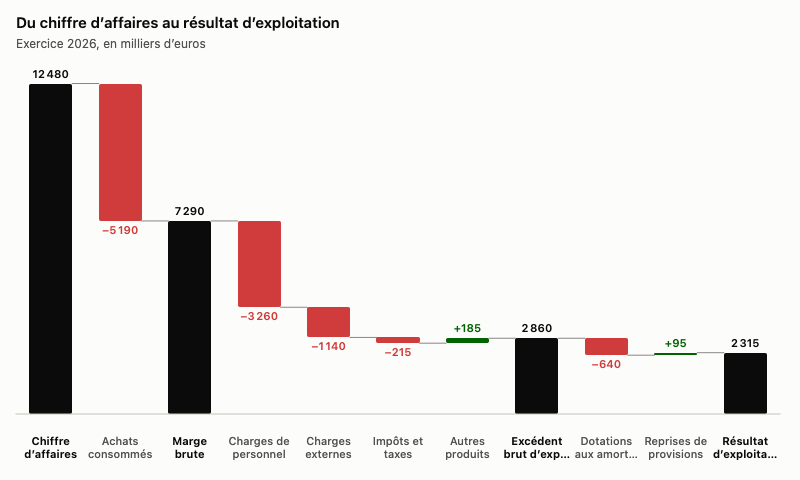 Du chiffre d’affaires au résultat d’exploitation
Exercice 2026, en milliers d’euros
12 480
−5 190
7 290
−3 260
−1 140
−215
+185
2 860
−640
+95
2 315
Chiffre
d’affaires
Achats
consommés
Marge
brute
Charges de
personnel
Charges
externes
Impôts et
taxes
Autres
produits
Excédent
brut d’exp…
Dotations
aux amort…
Reprises de
provisions
Résultat
d’exploita…